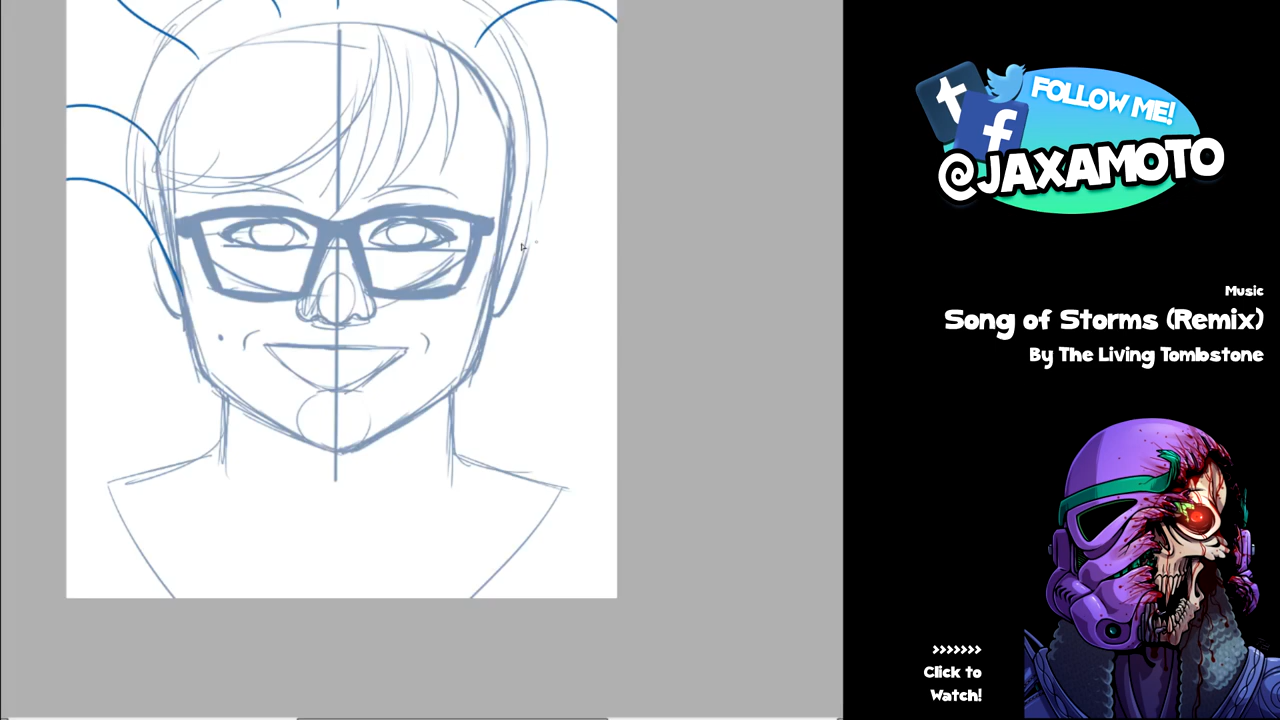 t
f
FOLLOW ME!
@JAXAMOTO
Music
Song of Storms (Remix)
By The Living Tombstone
>>>>>>>
Click to
Watch!